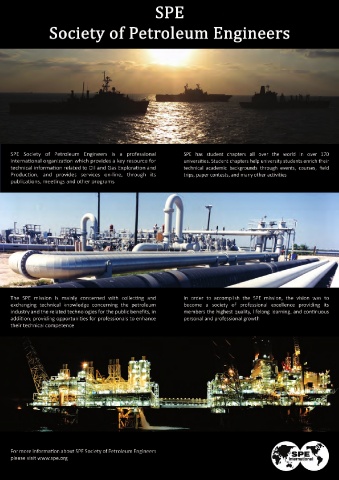 SPE
Society of Petroleum Engineers
SPE Society of Petroleum Engineers is a professional
international organization which provides a key resource for
technical information related to Oil and Gas Exploration and
Production, and provides services on-line, through its
publications, meetings and other programs
SPE has student chapters all over the world in over 170
universities. Student chapters help university students enrich their
technical academic backgrounds through events, courses, field
trips, paper contests, and many other activities
The SPE mission is mainly concerned with collecting and
exchanging technical knowledge concerning the petroleum
industry and the related technologies for the public benefits, in
addition; providing opportunities for professionals to enhance
their technical competence
In order to accomplish the SPE mission, the vision was to
become a society of professional excellence providing its
members the highest quality, lifelong learning, and continuous
personal and professional growth
For more information about SPE Society of Petroleum Engineers
please visit www.spe.org
SPE
International